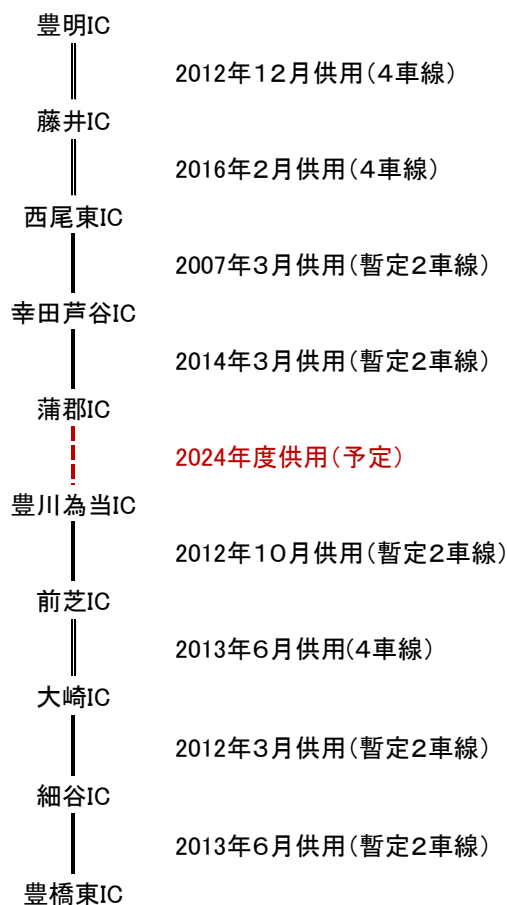 豊明IC
2012年12月供用(4車線)
藤井IC
2016年2月供用(4車線)
西尾東IC
2007年3月供用(暫定2車線)
幸田芦谷IC
2014年3月供用(暫定2車線)
蒲郡IC
2024年度供用(予定)
豊川為当IC
2012年10月供用(暫定2車線)
前芝IC
2013年6月供用(4車線)
大崎IC
2012年3月供用(暫定2車線)
細谷IC
2013年6月供用(暫定2車線)
豊橋東IC